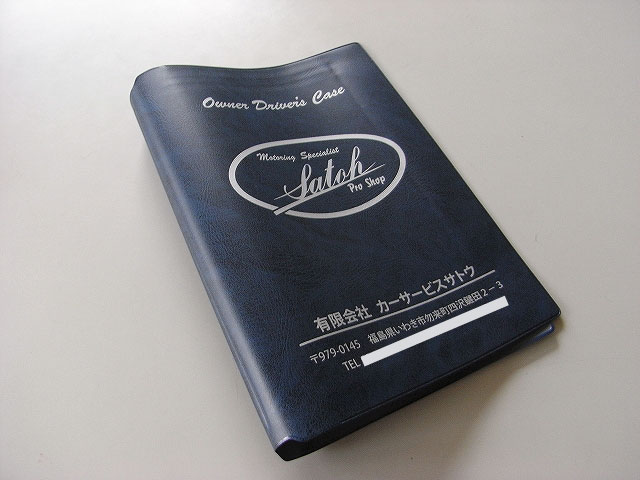 Owner Driver's Case
Motoring Specialist
Satoh
Pro Shop
有限会社 カーサービスサトウ
〒979-0145 福島県いわき市勿来町四沢鰻田2-3
TEL